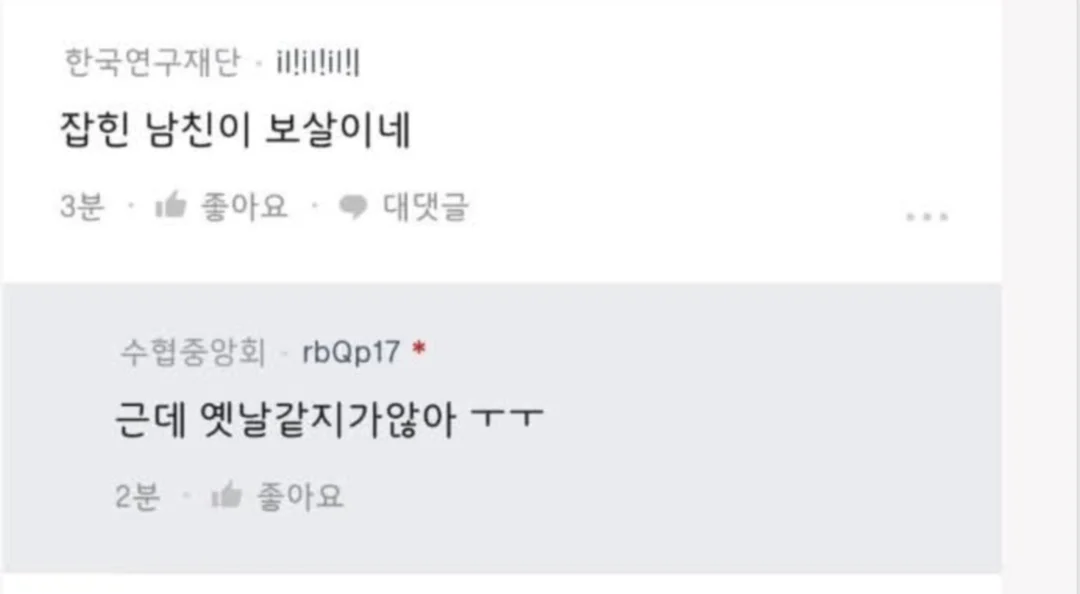 한국연구재단 · il!il!il!|
잡힌 남친이 보살이네
3분 · 좋아요 · 대댓글
수협중앙회 · rbQp17 *
근데 옛날같지가않아 ㅜㅜ
2분 · 좋아요